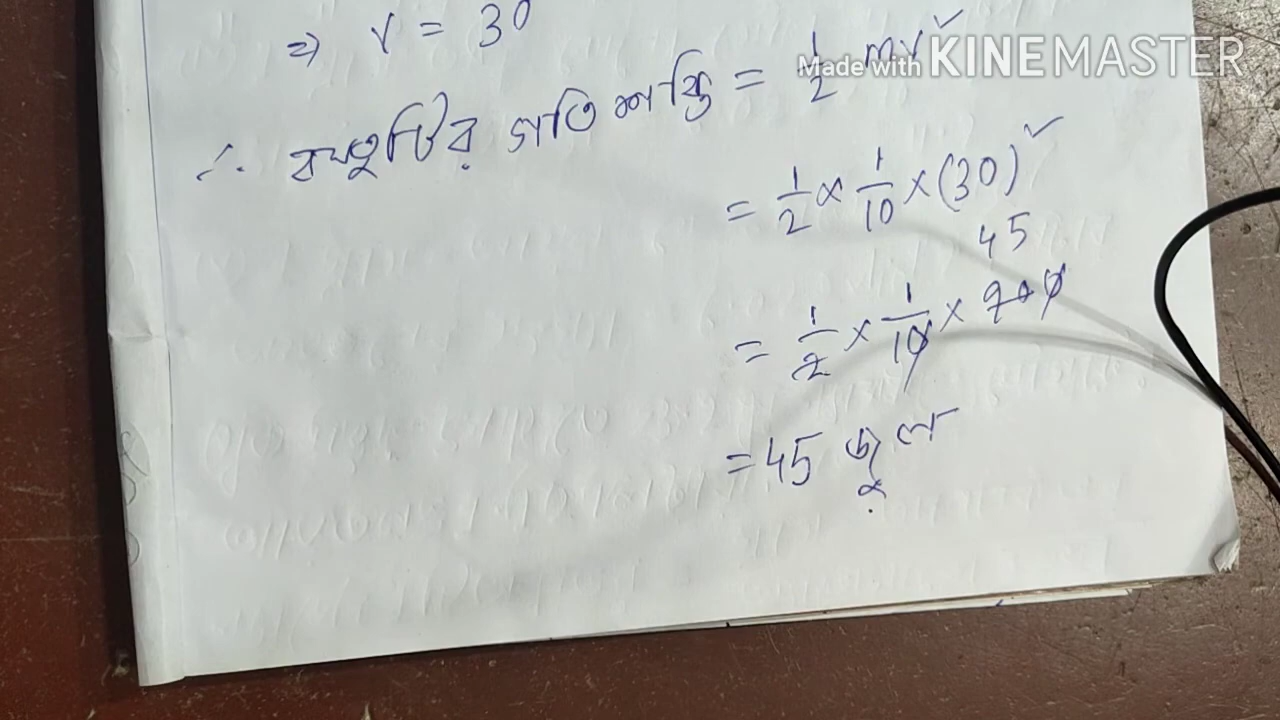 ⇒ v = 30
Made with KINEMASTER
∴ বস্তুটির গতি শক্তি = 1/2 mv²
= 1/2 × 1/10 × (30)²
45
= 1/2 × 1/10 × 900
= 45 জুল